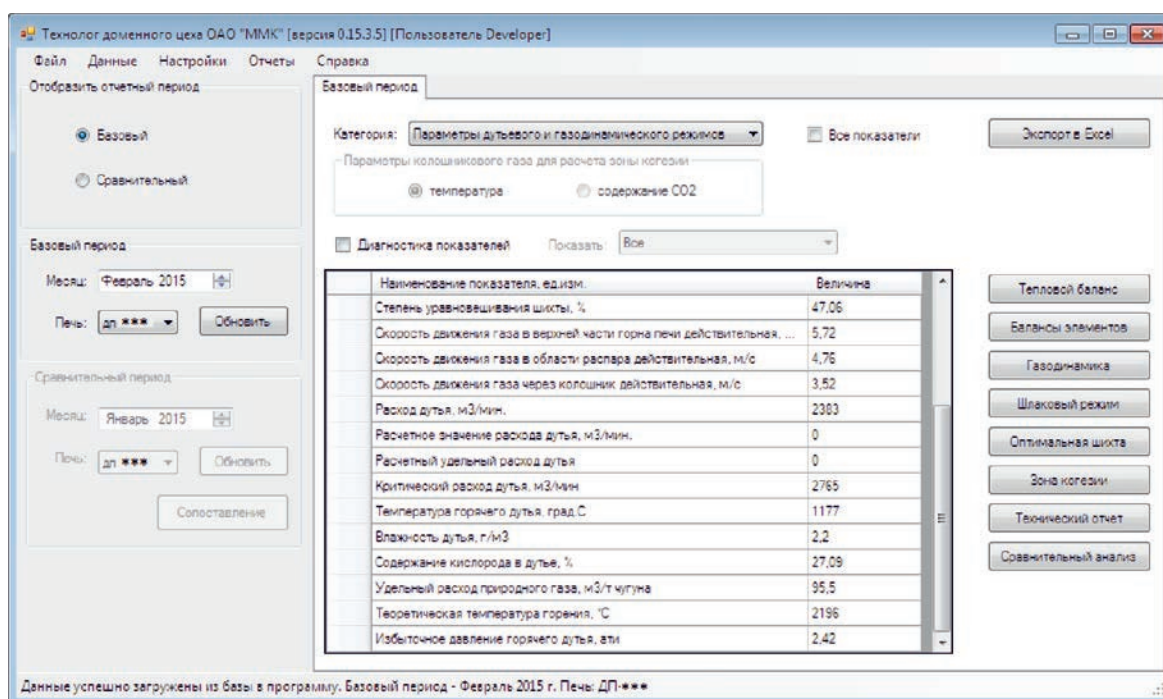 Технолог доменного цеха ОАО "ММК" [версия 0.15.3.5] [Пользователь Developer]
Файл Данные Настройки Отчеты Справка
Отобразить отчетный период
Базовый
Сравнительный
Базовый период
Месяц: Февраль 2015
Печь: дп *** Обновить
Сравнительный период
Месяц: Январь 2015
Печь: дп *** Обновить
Сопоставление
Базовый период
Категория: Параметры дутьевого и газодинамического режимов Все показатели Экспорт в Excel
Параметры колошникового газа для расчета зоны когезии
температура содержание CO2
Диагностика показателей Показать: Все
Наименование показателя, ед.изм. Величина
Степень уравновешивания шихты, % 47,06
Скорость движения газа в верхней части горна печи действительная, ... 5,72
Скорость движения газа в области распара действительная, м/с 4,76
Скорость движения газа через колошник действительная, м/с 3,52
Расход дутья, м3/мин. 2383
Расчетное значение расхода дутья, м3/мин. 0
Расчетный удельный расход дутья 0
Критический расход дутья, м3/мин 2765
Температура горячего дутья, град.С 1177
Влажность дутья, г/м3 2,2
Содержание кислорода в дутье, % 27,09
Удельный расход природного газа, м3/т чугуна 95,5
Теоретическая температура горения, °С 2196
Избыточное давление горячего дутья, ати 2,42
Тепловой баланс
Балансы элементов
Газодинамика
Шлаковый режим
Оптимальная шихта
Зона когезии
Технический отчет
Сравнительный анализ
Данные успешно загружены из базы в программу. Базовый период - Февраль 2015 г. Печь: ДП-***